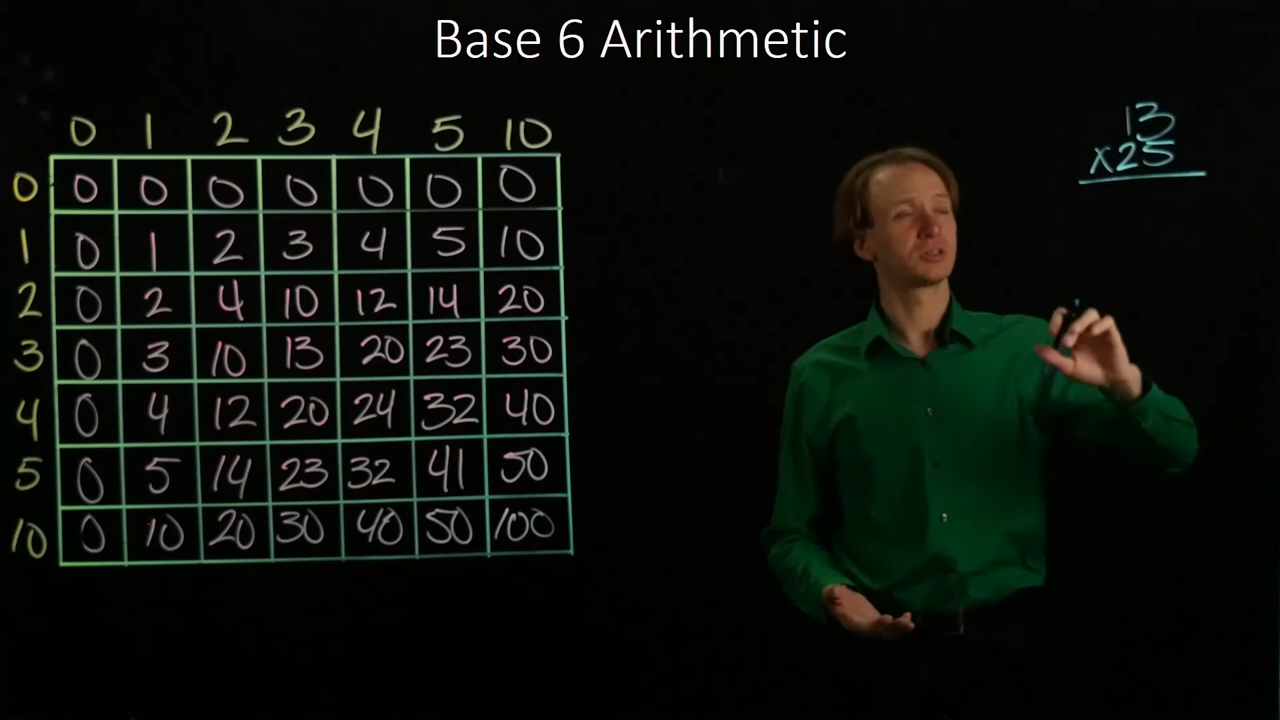 Base 6 Arithmetic
0 1 2 3 4 5 10
0 0 0 0 0 0 0 0
1 0 1 2 3 4 5 10
2 0 2 4 10 12 14 20
3 0 3 10 13 20 23 30
4 0 4 12 20 24 32 40
5 0 5 14 23 32 41 50
10 0 10 20 30 40 50 100
13
x25